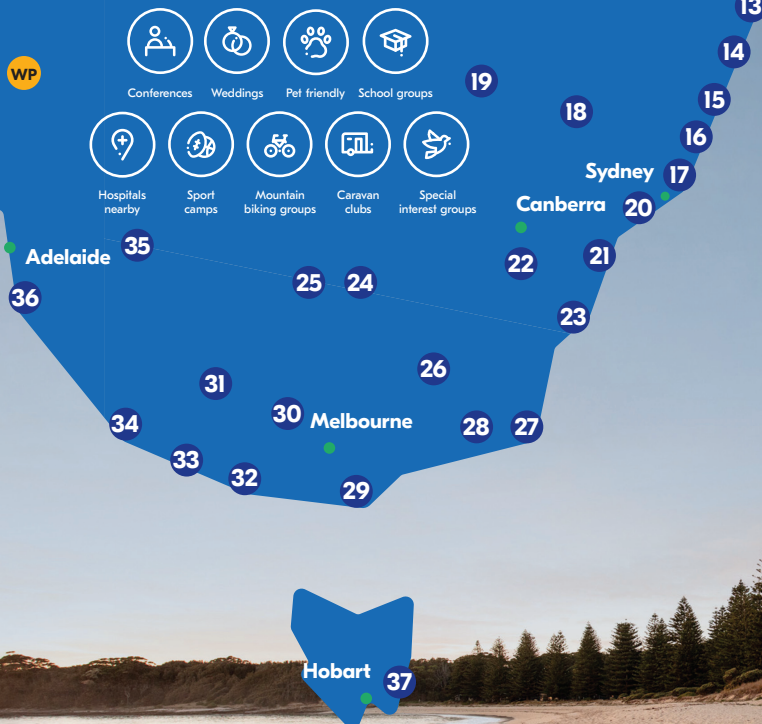 13
14
WP
Conferences
Weddings
Pet friendly
School groups
19
15
18
16
Hospitals
nearby
Sport
camps
Mountain
biking groups
Caravan
clubs
Special
interest groups
Sydney
17
Canberra
20
Adelaide
35
22
21
36
25
24
23
26
31
30
Melbourne
34
28
27
33
32
29
Hobart
37